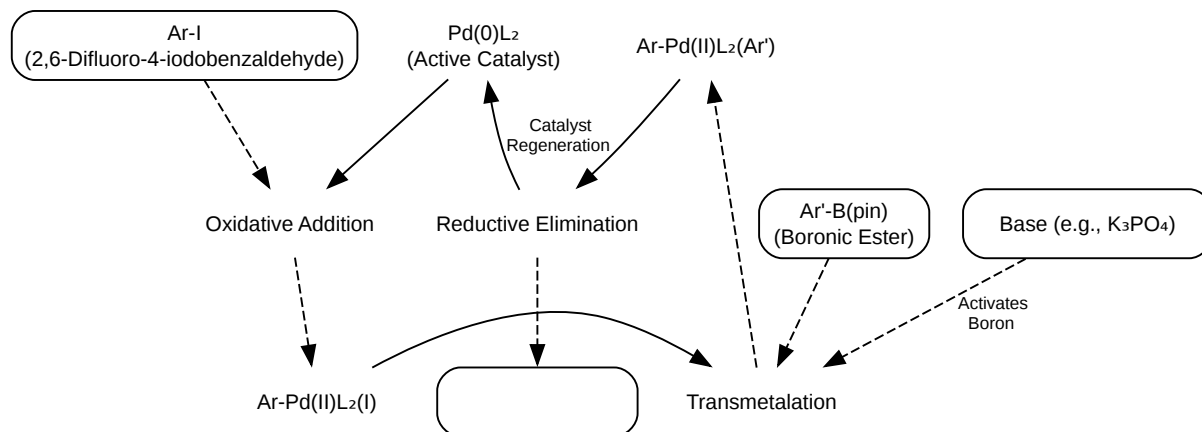 Ar-I
(2,6-Difluoro-4-iodobenzaldehyde)
Pd(0)L₂
(Active Catalyst)
Ar-Pd(II)L₂(Ar')
Catalyst
Regeneration
Oxidative Addition
Reductive Elimination
Ar'-B(pin)
(Boronic Ester)
Base (e.g., K₃PO₄)
Activates
Boron
Ar-Pd(II)L₂(I)
Transmetalation